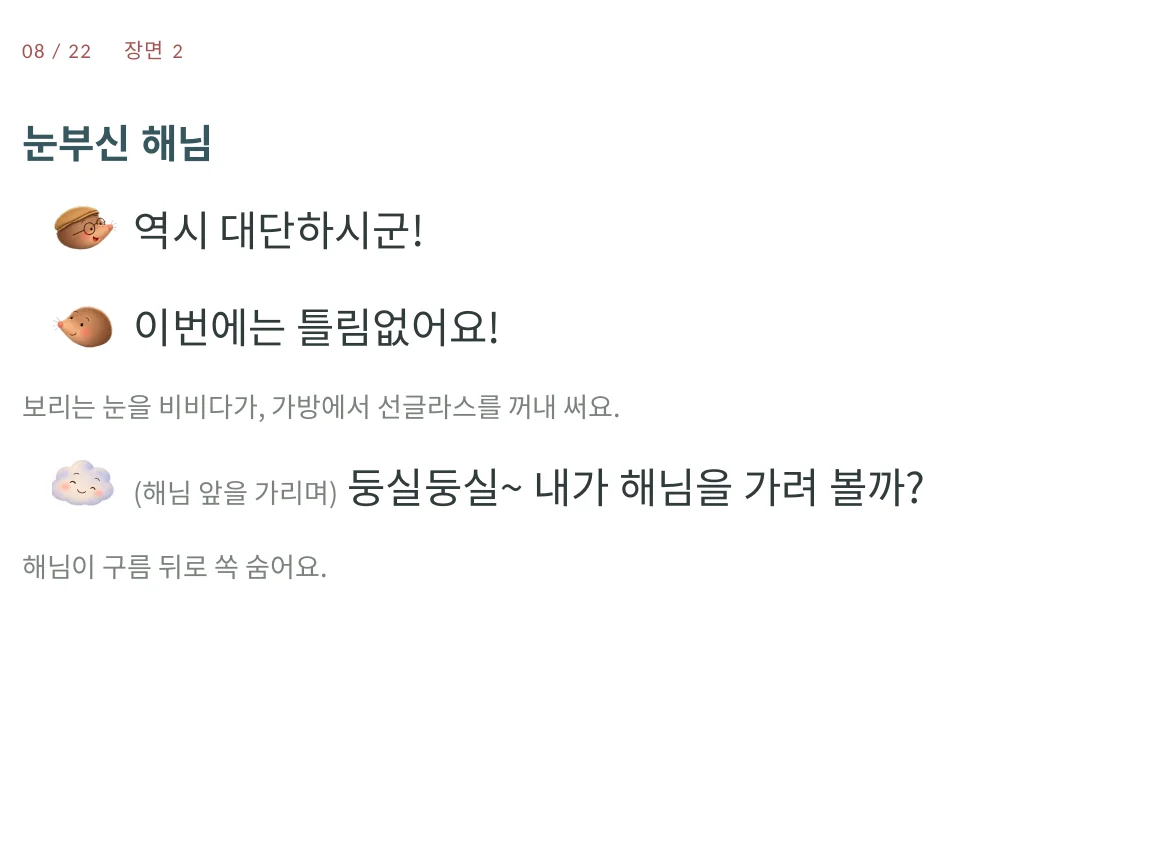 08 / 22 장면 2
눈부신 해님
역시 대단하시군!
이번에는 틀림없어요!
보리는 눈을 비비다가, 가방에서 선글라스를 꺼내 써요.
(해님 앞을 가리며) 둥실둥실~ 내가 해님을 가려 볼까?
해님이 구름 뒤로 쏙 숨어요.